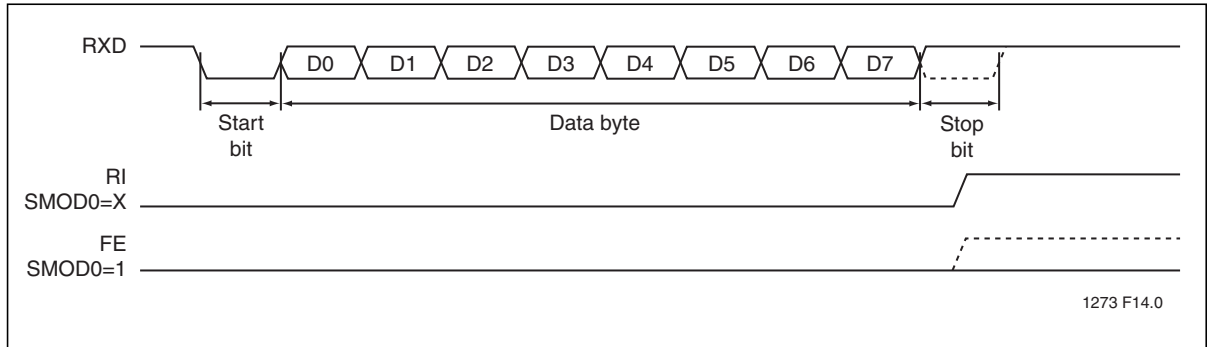 RXD
D0 D1 D2 D3 D4 D5 D6 D7
Start
bit
Data byte
Stop
bit
RI
SMOD0=X
FE
SMOD0=1
1273 F14.0